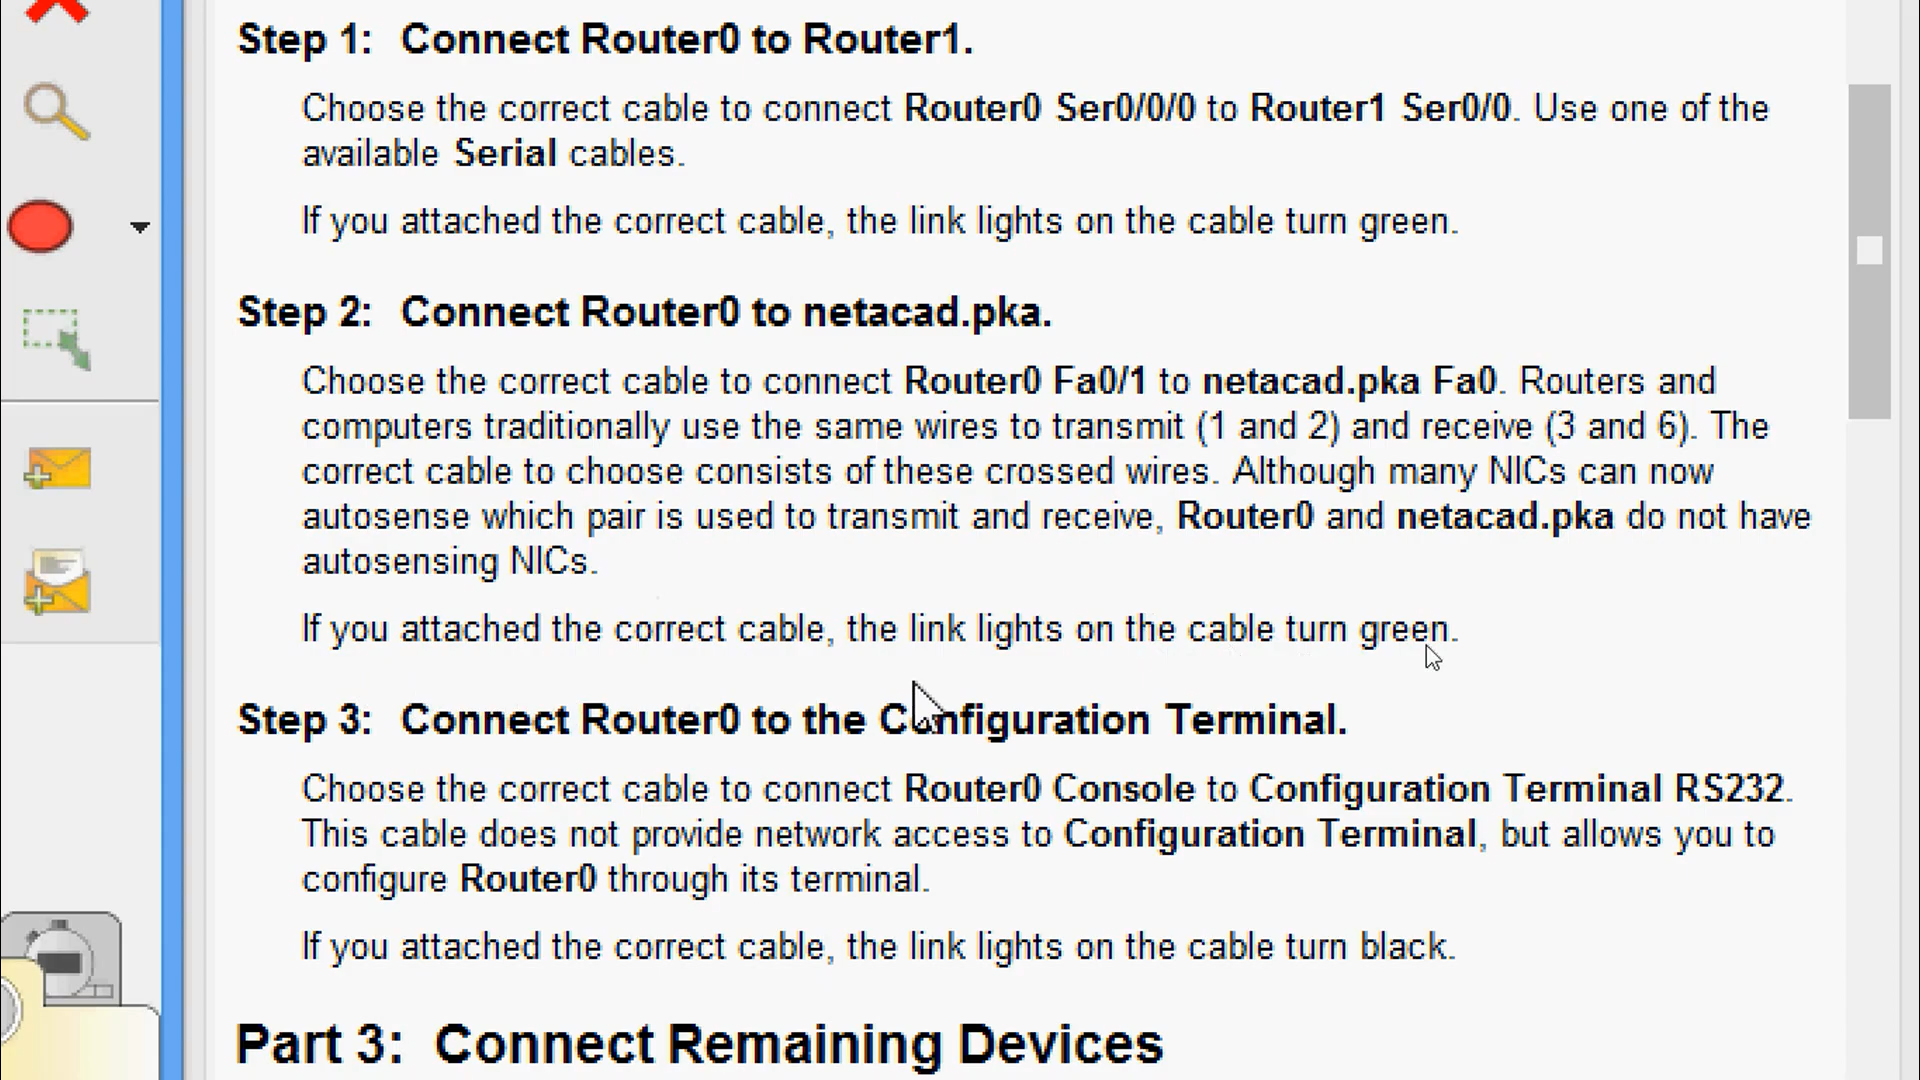 Step 1: Connect Router0 to Router1.
Choose the correct cable to connect Router0 Ser0/0/0 to Router1 Ser0/0. Use one of the
available Serial cables.
If you attached the correct cable, the link lights on the cable turn green.
Step 2: Connect Router0 to netacad.pka.
Choose the correct cable to connect Router0 Fa0/1 to netacad.pka Fa0. Routers and
computers traditionally use the same wires to transmit (1 and 2) and receive (3 and 6). The
correct cable to choose consists of these crossed wires. Although many NICs can now
autosense which pair is used to transmit and receive, Router0 and netacad.pka do not have
autosensing NICs.
If you attached the correct cable, the link lights on the cable turn green.
Step 3: Connect Router0 to the Configuration Terminal.
Choose the correct cable to connect Router0 Console to Configuration Terminal RS232.
This cable does not provide network access to Configuration Terminal, but allows you to
configure Router0 through its terminal.
If you attached the correct cable, the link lights on the cable turn black.
Part 3: Connect Remaining Devices